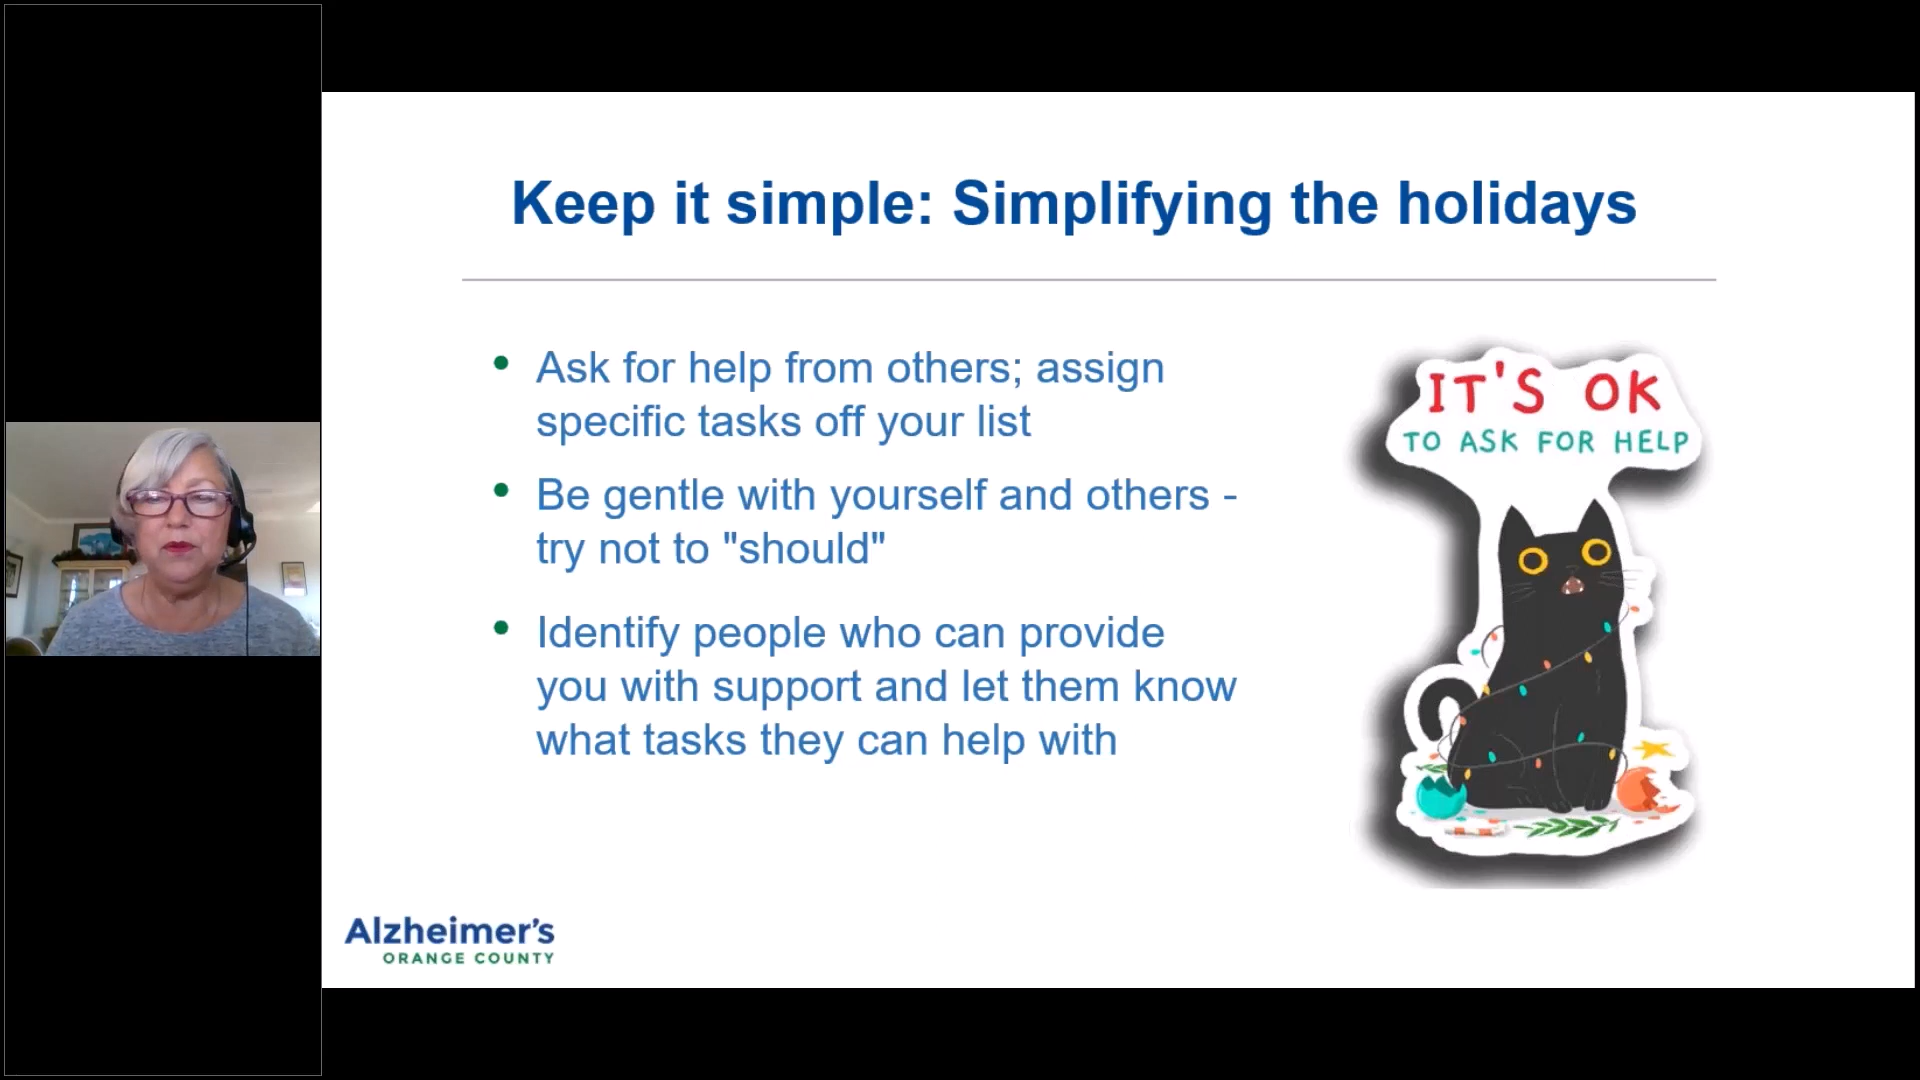 Keep it simple: Simplifying the holidays
• Ask for help from others; assign
specific tasks off your list
• Be gentle with yourself and others -
try not to "should"
• Identify people who can provide
you with support and let them know
what tasks they can help with
IT'S OK
TO ASK FOR HELP
Alzheimer's
ORANGE COUNTY